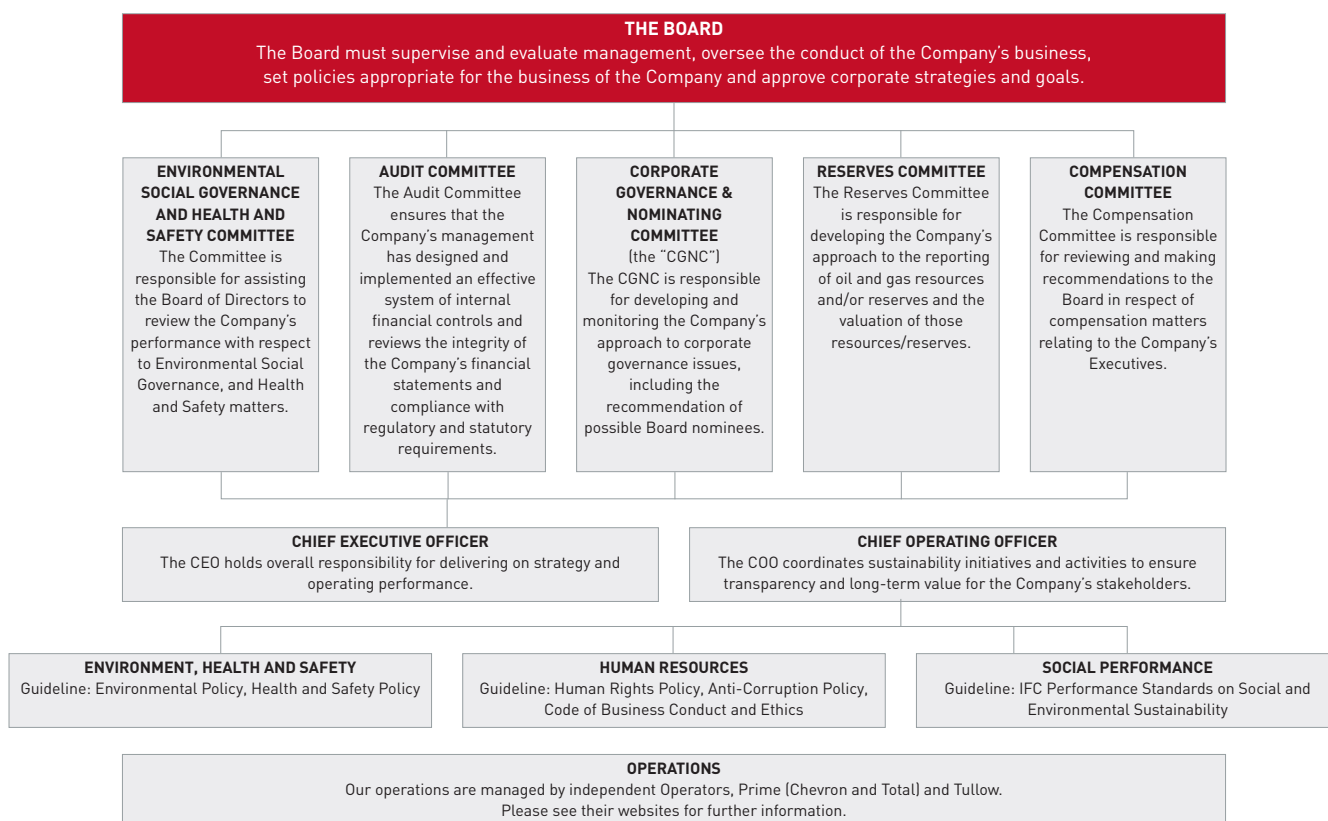 THE BOARD
The Board must supervise and evaluate management, oversee the conduct of the Company's business,
set policies appropriate for the business of the Company and approve corporate strategies and goals.
ENVIRONMENTAL
SOCIAL GOVERNANCE
AND HEALTH AND
SAFETY COMMITTEE
The Committee is
responsible for assisting
the Board of Directors to
review the Company's
performance with respect
to Environmental Social
Governance, and Health
and Safety matters.
AUDIT COMMITTEE
The Audit Committee
ensures that the
Company's management
has designed and
implemented an effective
system of internal
financial controls and
reviews the integrity of
the Company's financial
statements and
compliance with
regulatory and statutory
requirements.
CORPORATE
GOVERNANCE &
NOMINATING
COMMITTEE
(the "CGNC")
The CGNC is responsible
for developing and
monitoring the Company's
approach to corporate
governance issues,
including the
recommendation of
possible Board nominees.
RESERVES COMMITTEE
The Reserves Committee
is responsible for
developing the Company's
approach to the reporting
of oil and gas resources
and/or reserves and the
valuation of those
resources/reserves.
COMPENSATION
COMMITTEE
The Compensation
Committee is responsible
for reviewing and making
recommendations to the
Board in respect of
compensation matters
relating to the Company's
Executives.
CHIEF EXECUTIVE OFFICER
The CEO holds overall responsibility for delivering on strategy and
operating performance.
CHIEF OPERATING OFFICER
The COO coordinates sustainability initiatives and activities to ensure
transparency and long-term value for the Company's stakeholders.
ENVIRONMENT, HEALTH AND SAFETY
Guideline: Environmental Policy, Health and Safety Policy
HUMAN RESOURCES
Guideline: Human Rights Policy, Anti-Corruption Policy,
Code of Business Conduct and Ethics
SOCIAL PERFORMANCE
Guideline: IFC Performance Standards on Social and
Environmental Sustainability
OPERATIONS
Our operations are managed by independent Operators, Prime (Chevron and Total) and Tullow.
Please see their websites for further information.